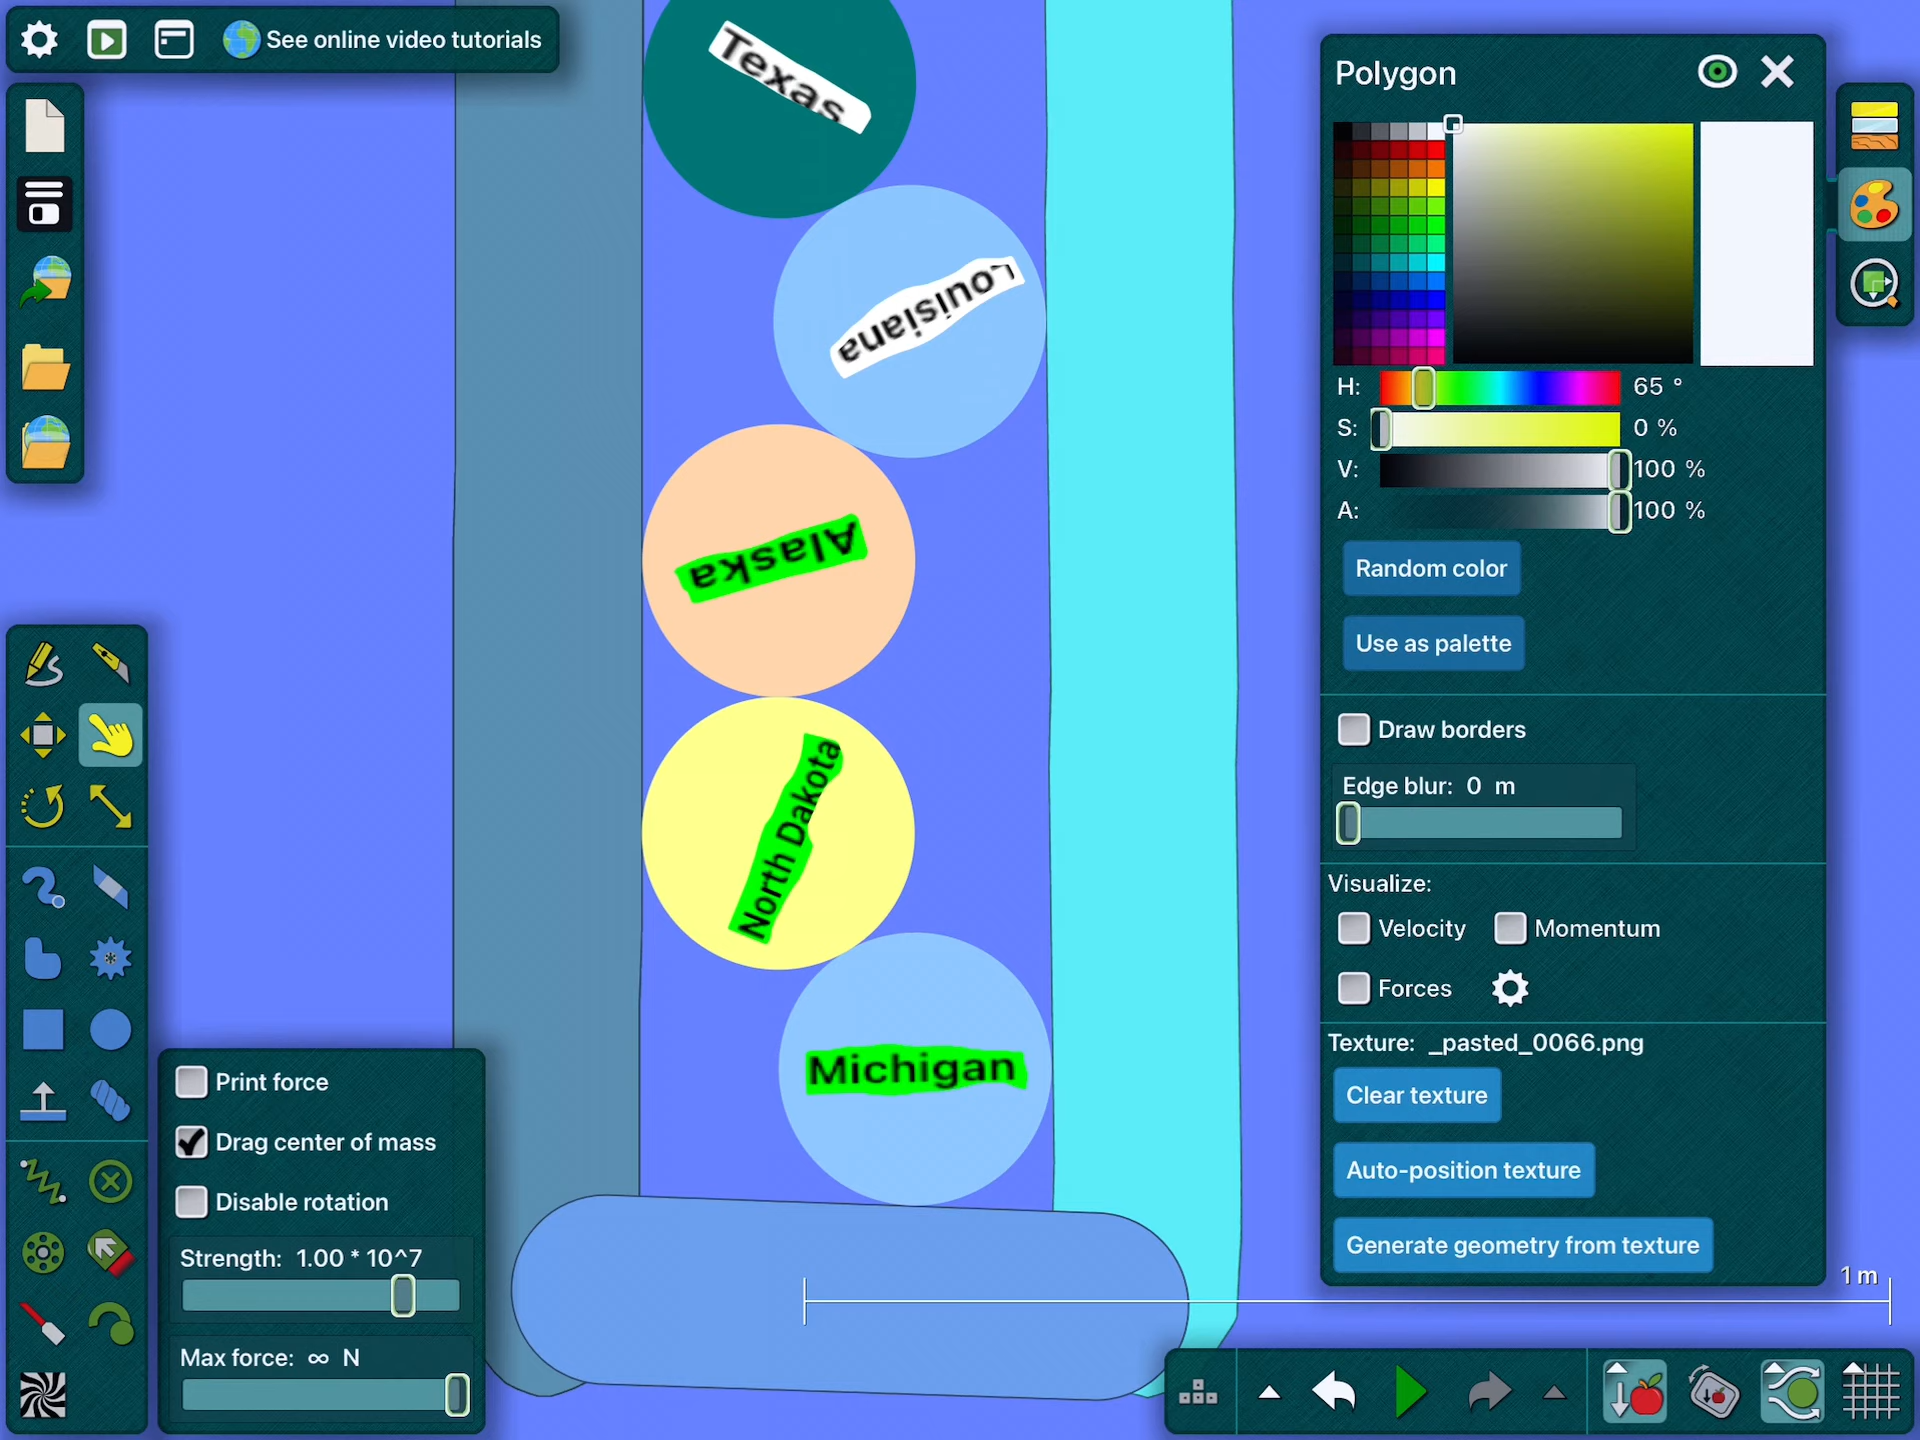 See online video tutorials
Texas
Louisiana
Alaska
North Dakota
Michigan
Polygon
H: 65 °
S: 0 %
V: 100 %
A: 100 %
Random color
Use as palette
Draw borders
Edge blur: 0 m
Visualize:
Velocity Momentum
Forces
Texture: _pasted_0066.png
Clear texture
Auto-position texture
Generate geometry from texture
Print force
Drag center of mass
Disable rotation
Strength: 1.00 * 10^7
Max force: ∞ N
1 m